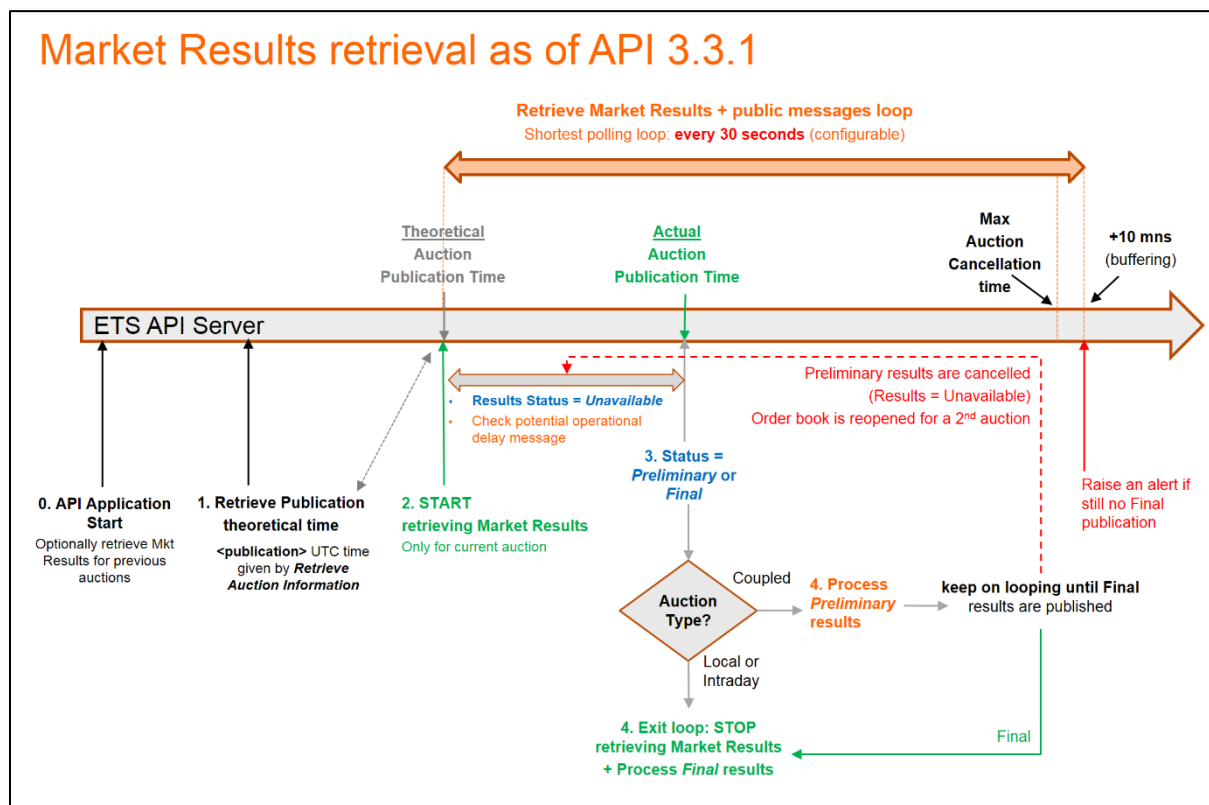 Market Results retrieval as of API 3.3.1
Retrieve Market Results + public messages loop
Shortest polling loop: every 30 seconds (configurable)
Theoretical
Auction
Publication Time
Actual
Auction
Publication Time
Max
Auction
Cancellation
time
+10 mns
(buffering)
ETS API Server
• Results Status = Unavailable
• Check potential operational
delay message
Preliminary results are cancelled
(Results = Unavailable)
Order book is reopened for a 2nd auction
0. API Application
Start
Optionally retrieve Mkt
Results for previous
auctions
1. Retrieve Publication
theoretical time
<publication> UTC time
given by Retrieve
Auction Information
2. START
retrieving Market Results
Only for current auction
3. Status =
Preliminary or
Final
Raise an alert if
still no Final
publication
Auction
Type?
Coupled
4. Process
Preliminary
results
keep on looping until Final
results are published
Local or
Intraday
4. Exit loop: STOP
retrieving Market Results
+ Process Final results
Final